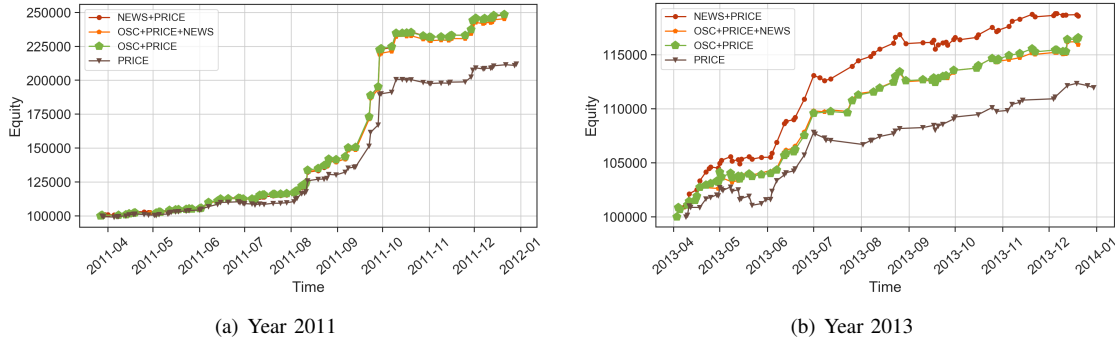 NEWS+PRICE
OSC+PRICE+NEWS
OSC+PRICE
PRICE
250000
225000
200000
175000
150000
125000
100000
Equity
2011-04
2011-05
2011-06
2011-07
2011-08
2011-09
2011-10
2011-11
2011-12
2012-01
Time
(a) Year 2011
NEWS+PRICE
OSC+PRICE+NEWS
OSC+PRICE
PRICE
115000
110000
105000
100000
Equity
2013-04
2013-05
2013-06
2013-07
2013-08
2013-09
2013-10
2013-11
2013-12
2014-01
Time
(b) Year 2013